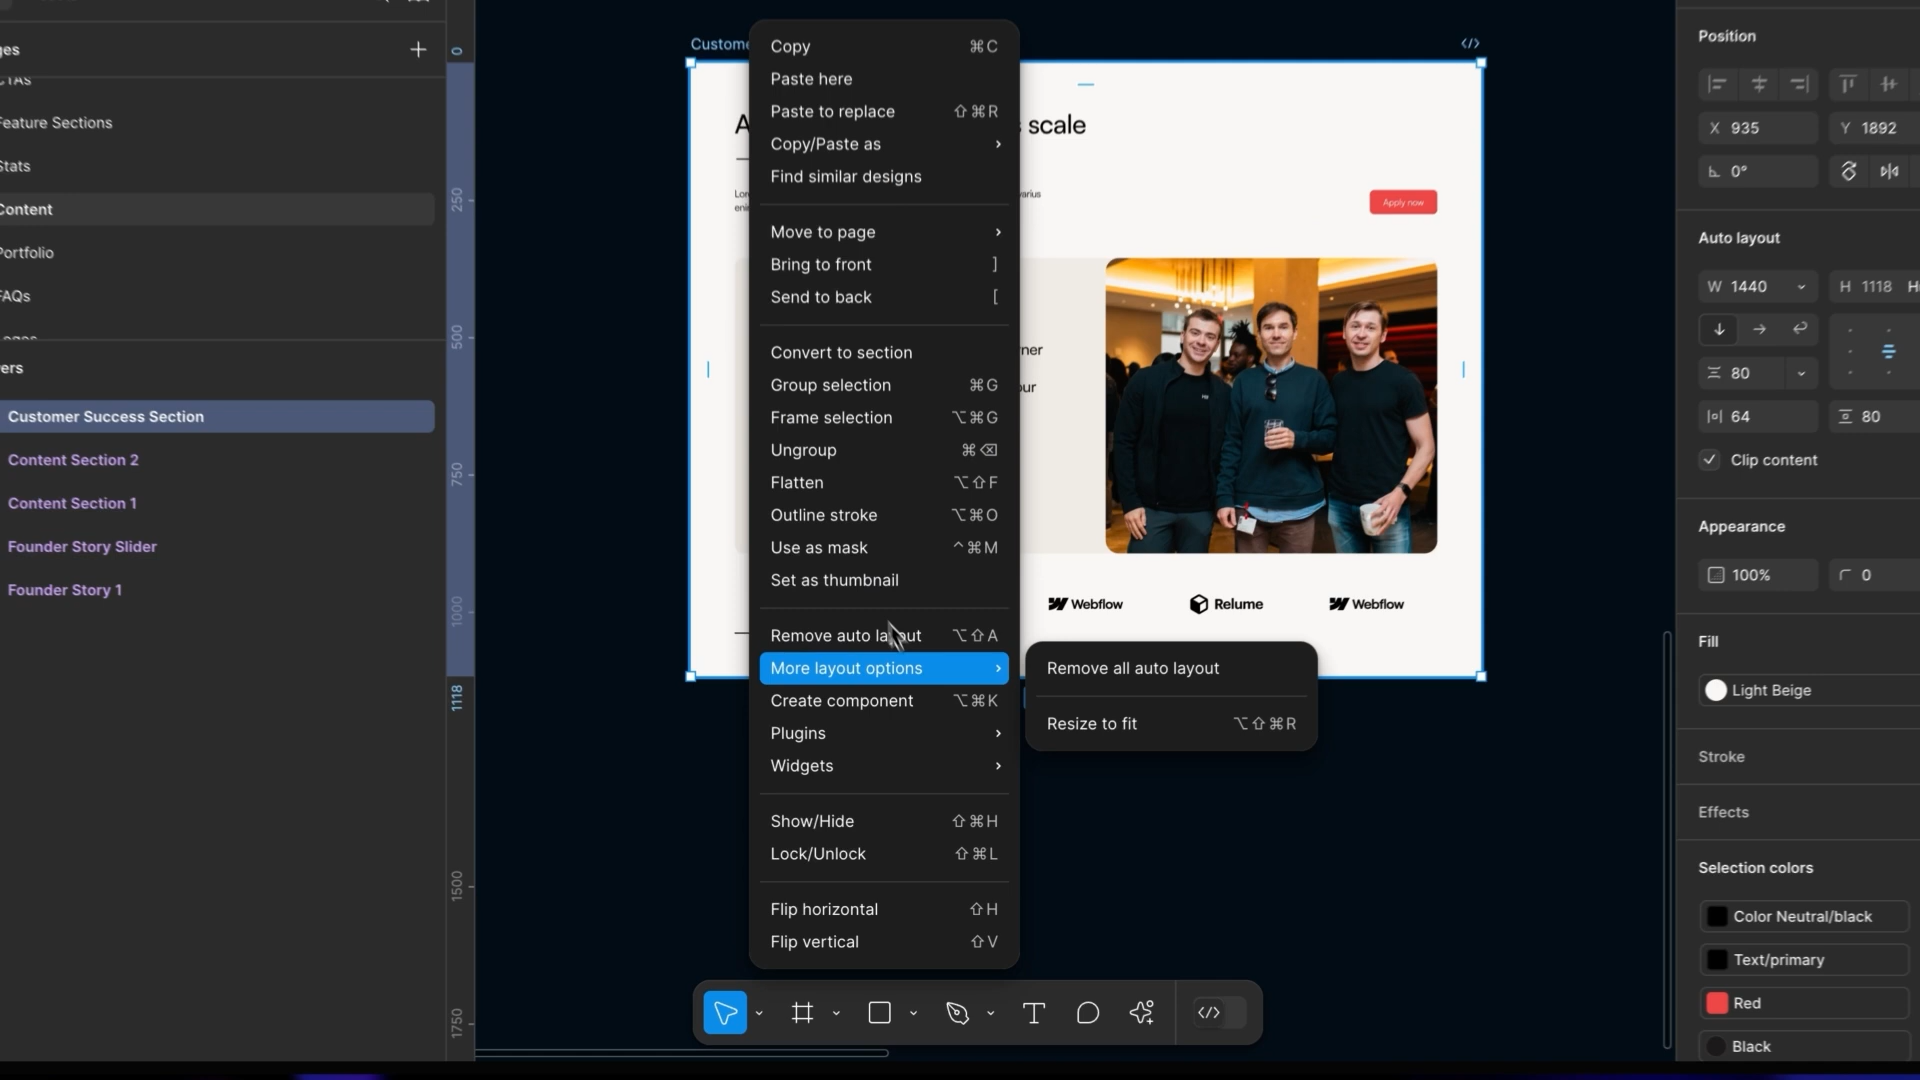 Feature Sections
Stats
Content
Portfolio
FAQs
Customer Success Section
Content Section 2
Content Section 1
Founder Story Slider
Founder Story 1
0
250
500
750
1000
1118
1500
1750
scale
Apply now
Webflow
Relume
Webflow
Copy ⌘C
Paste here
Paste to replace ⇧⌘R
Copy/Paste as
Find similar designs
Move to page
Bring to front ]
Send to back [
Convert to section
Group selection ⌘G
Frame selection ⌥⌘G
Ungroup ⌘⌫
Flatten ⌥⇧F
Outline stroke ⌥⌘O
Use as mask ^⌘M
Set as thumbnail
Remove auto layout ⌥⇧A
More layout options
Create component ⌥⌘K
Plugins
Widgets
Show/Hide ⇧⌘H
Lock/Unlock ⇧⌘L
Flip horizontal ⇧H
Flip vertical ⇧V
Remove all auto layout
Resize to fit ⌥⇧⌘R
Position
X 935 Y 1892
0°
Auto layout
W 1440 H 1118
80
64 80
Clip content
Appearance
100% 0
Fill
Light Beige
Stroke
Effects
Selection colors
Color Neutral/black
Text/primary
Red
Black